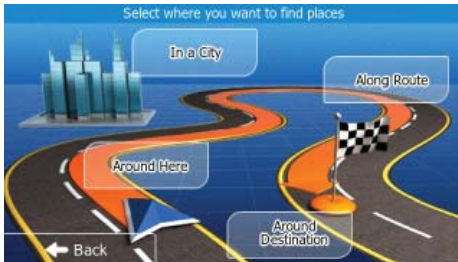 Select where you want to find places
In a City
Along Route
Around Here
Around
Destination
Back